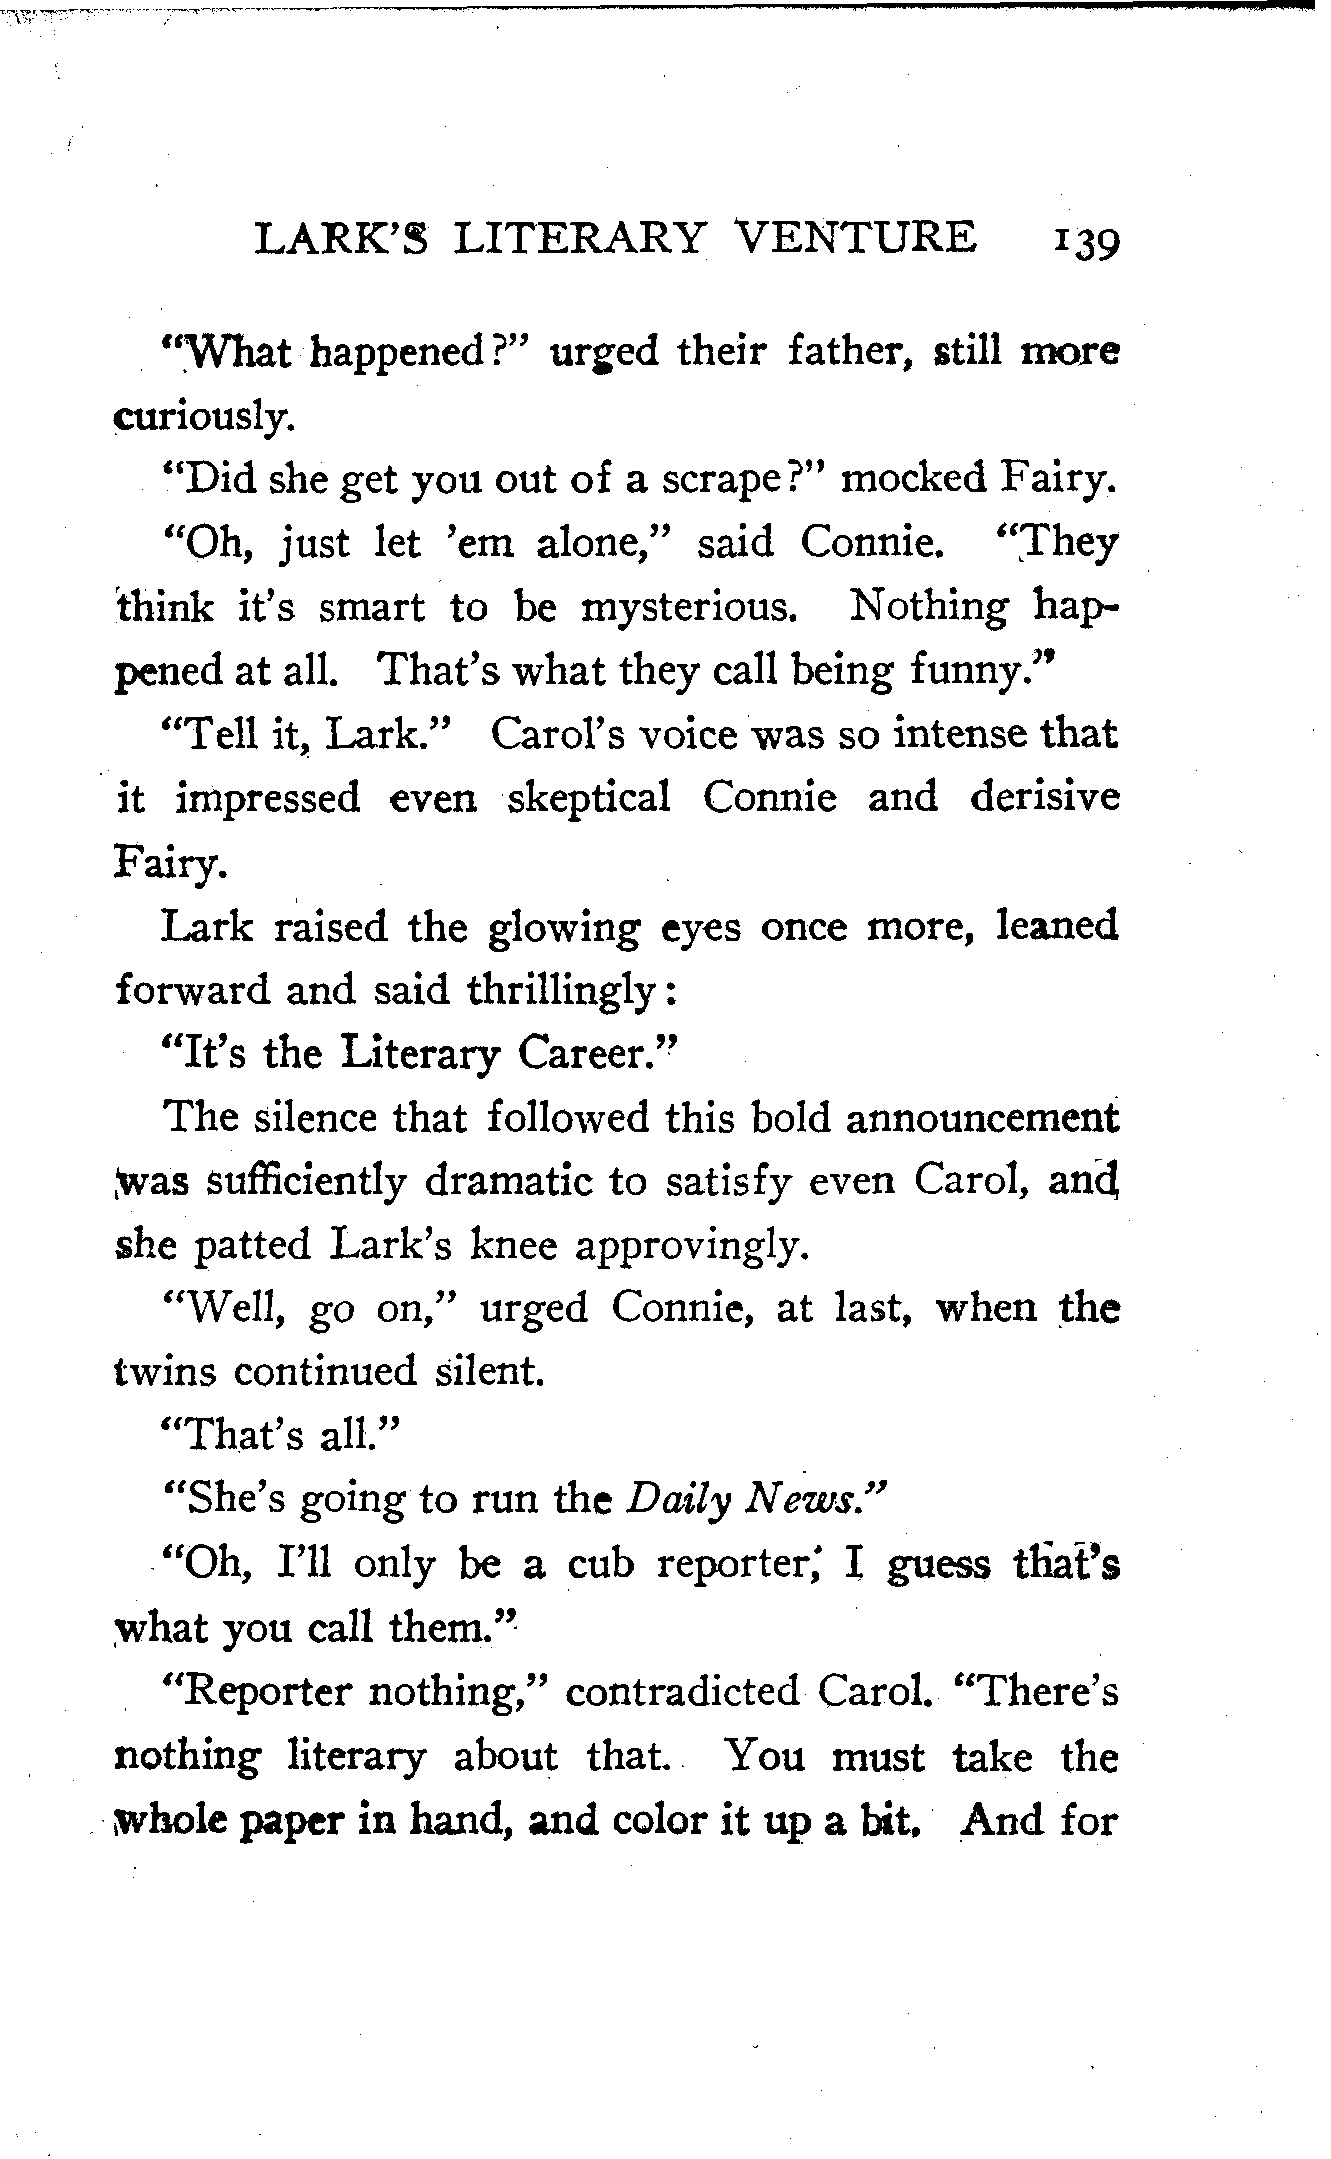 LARK'S LITERARY VENTURE 139
"What happened?" urged their father, still more
curiously.
"Did she get you out of a scrape?" mocked Fairy.
"Oh, just let 'em alone," said Connie. "They
think it's smart to be mysterious. Nothing hap-
pened at all. That's what they call being funny."
"Tell it, Lark." Carol's voice was so intense that
it impressed even skeptical Connie and derisive
Fairy.
Lark raised the glowing eyes once more, leaned
forward and said thrillingly:
"It's the Literary Career."
The silence that followed this bold announcement
was sufficiently dramatic to satisfy even Carol, and
she patted Lark's knee approvingly.
"Well, go on," urged Connie, at last, when the
twins continued silent.
"That's all."
"She's going to run the Daily News."
"Oh, I'll only be a cub reporter, I guess that's
what you call them."
"Reporter nothing," contradicted Carol. "There's
nothing literary about that. You must take the
whole paper in hand, and color it up a bit. And for